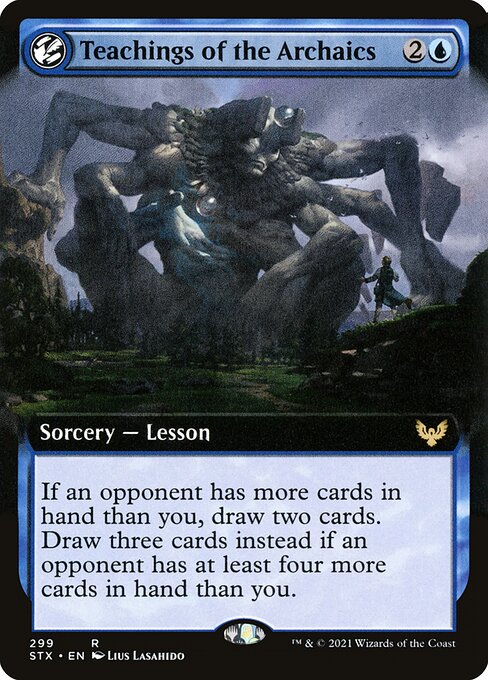 Teachings of the Archaics 2
Sorcery — Lesson
If an opponent has more cards in
hand than you, draw two cards.
Draw three cards instead if an
opponent has at least four more
cards in hand than you.
299 R
STX • EN Lius Lasahido
™ & © 2021 Wizards of the Coast